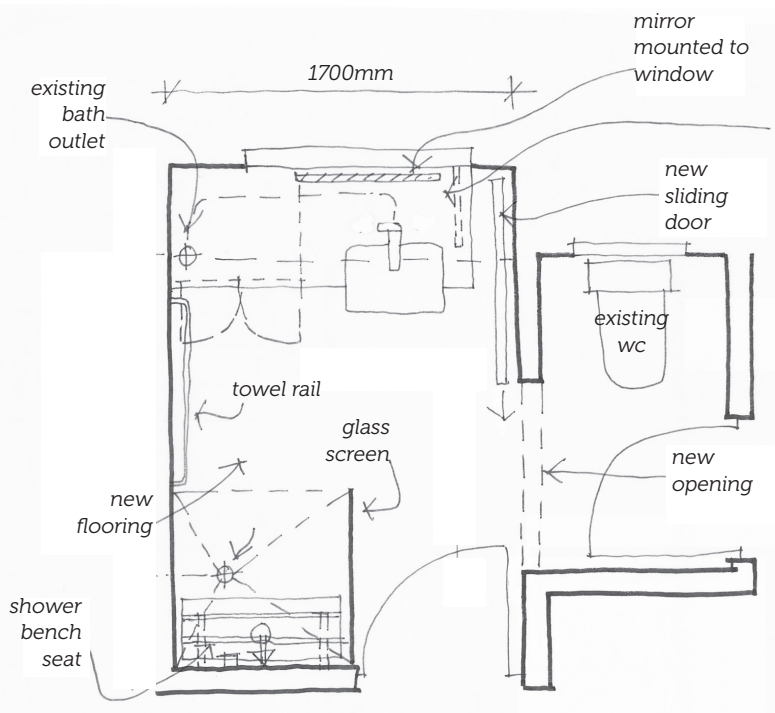 mirror
mounted to
window
1700mm
existing
bath
outlet
new
sliding
door
existing
wc
towel rail
glass
screen
new
opening
new
flooring
shower
bench
seat